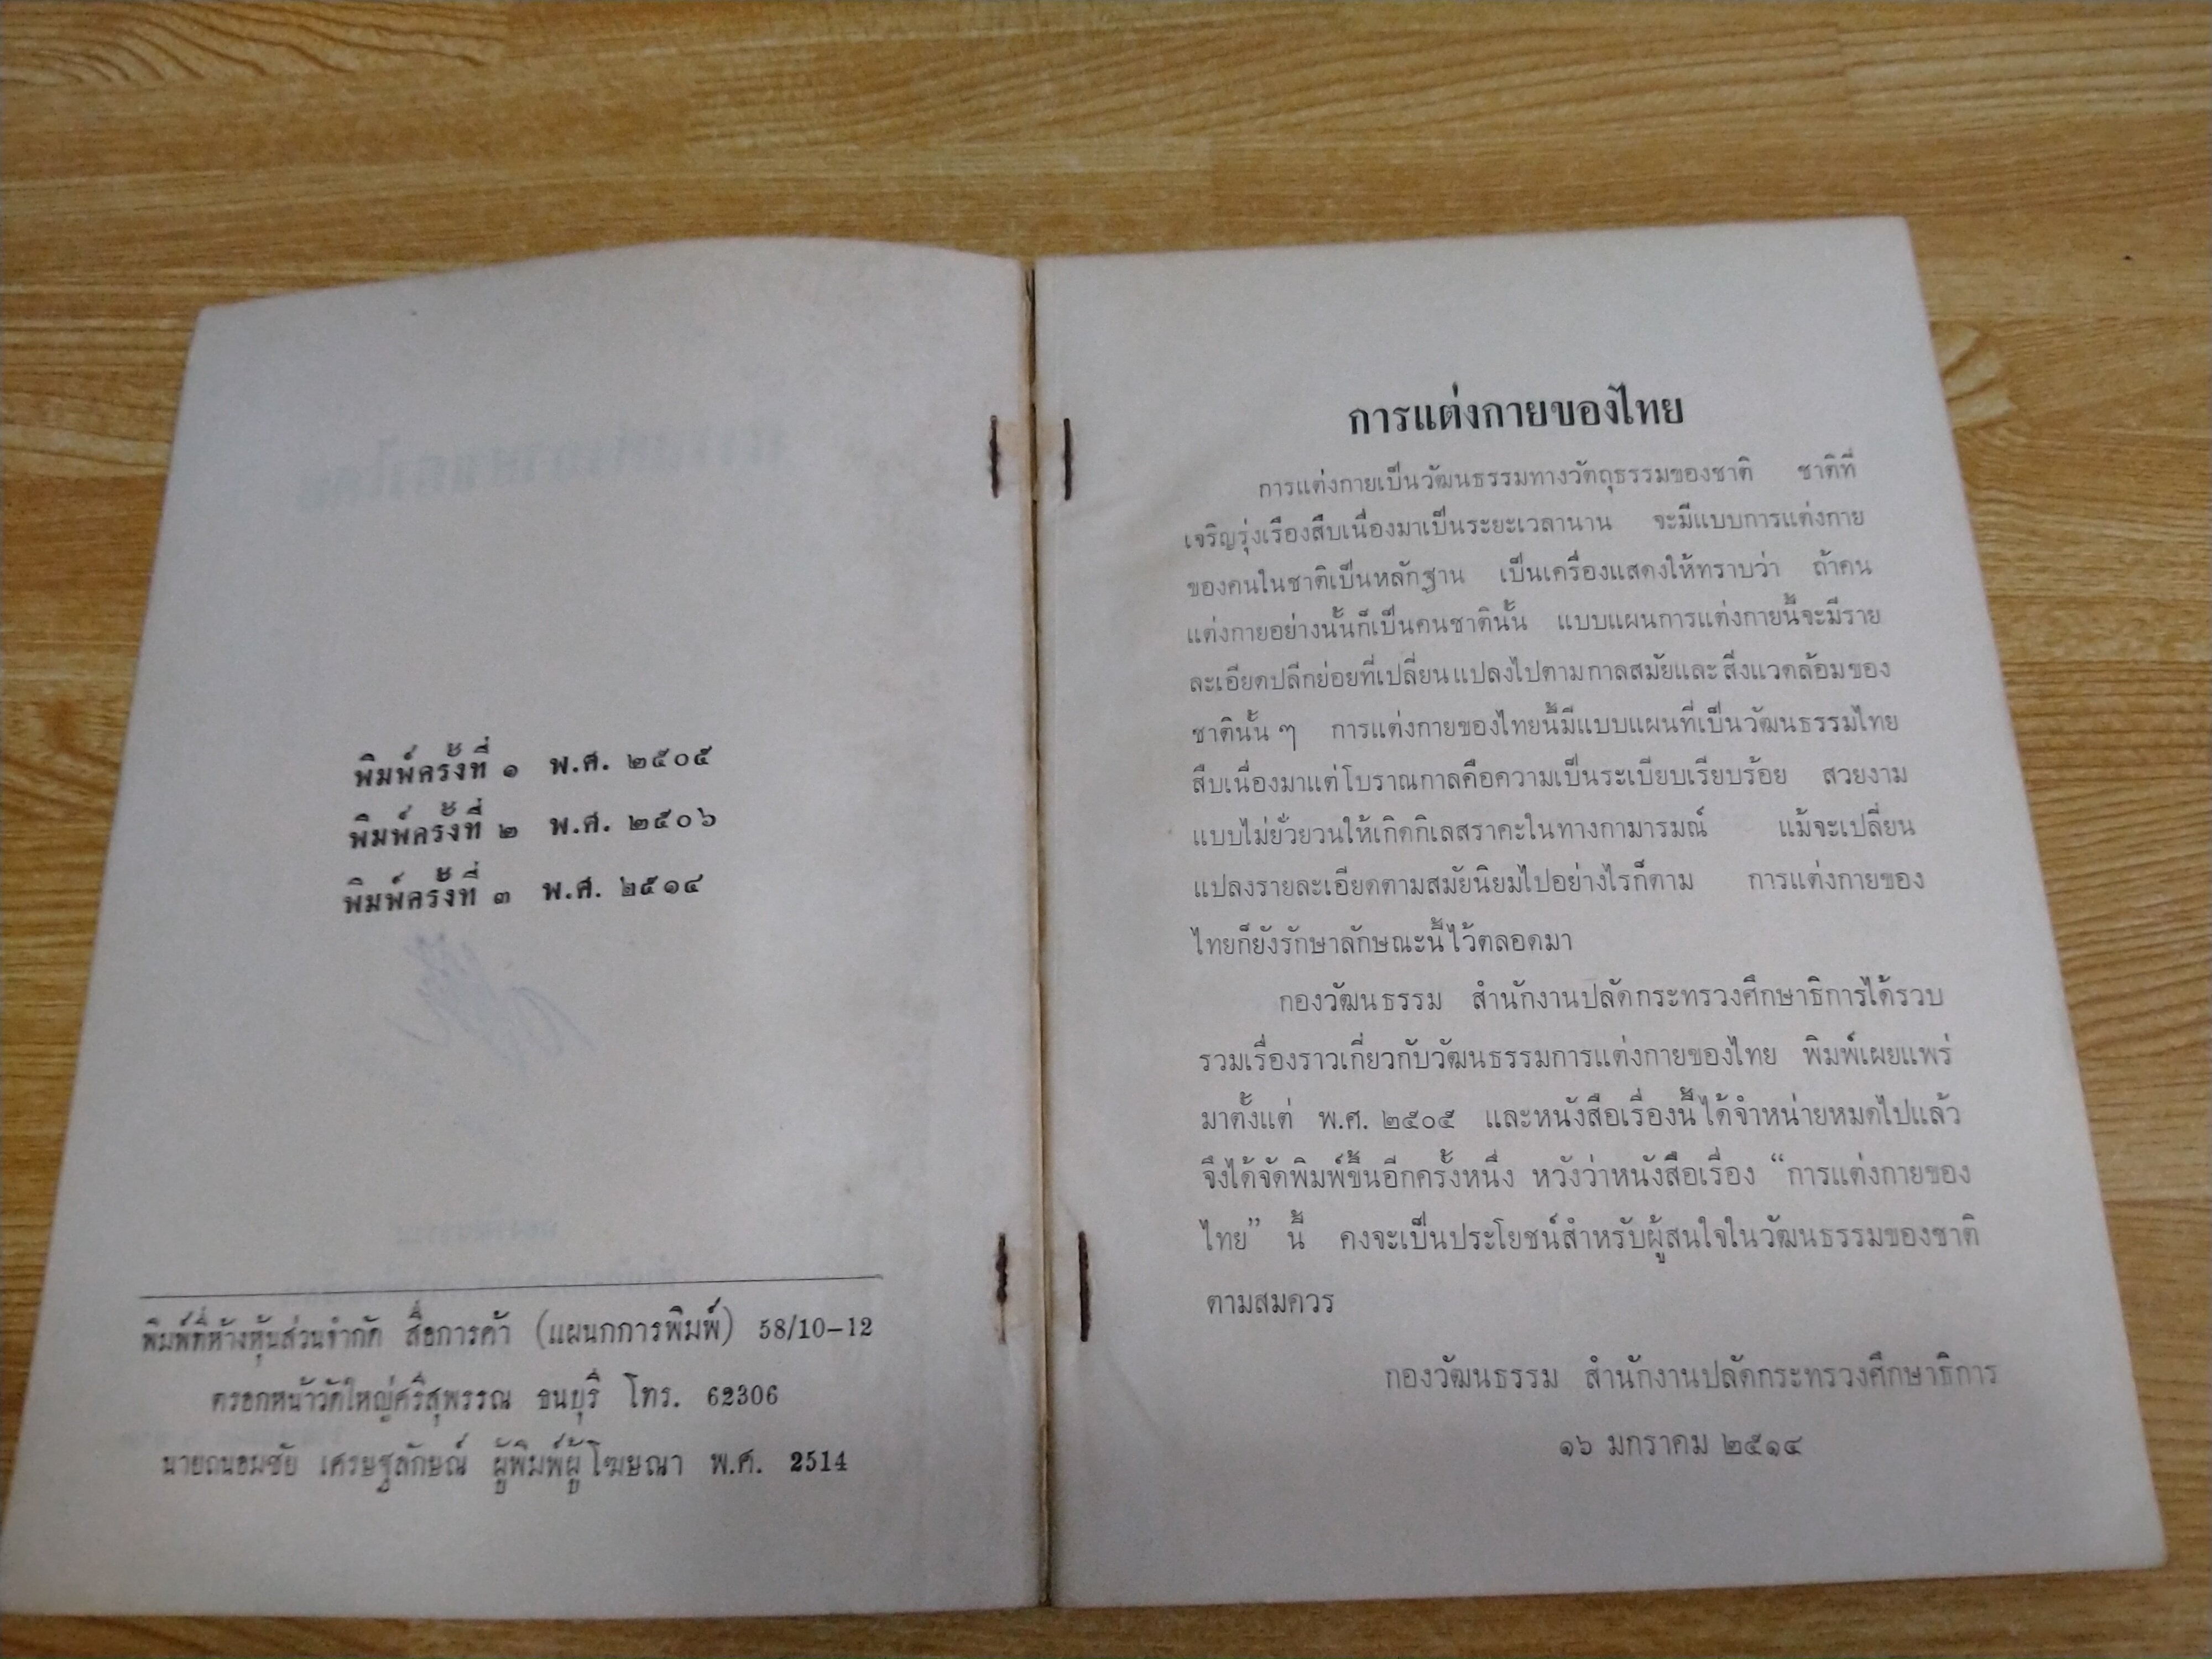 พิมพ์ครั้งที่ ๑ พ.ศ. ๒๕๐๕
พิมพ์ครั้งที่ ๒ พ.ศ. ๒๕๐๖
พิมพ์ครั้งที่ ๓ พ.ศ. ๒๕๑๔
พิมพ์ที่ห้างหุ้นส่วนจำกัด สื่อการค้า (แผนกการพิมพ์) 58/10-12
ตรอกหน้าวัดใหญ่ศรีสุพรรณ ธนบุรี โทร. 62306
นายถนอมชัย เศรษฐลักษณ์ ผู้พิมพ์ผู้โฆษณา พ.ศ. 2514
การแต่งกายของไทย
การแต่งกายเป็นวัฒนธรรมทางวัตถุธรรมของชาติ ชาติที่
เจริญรุ่งเรืองสืบเนื่องมาเป็นระยะเวลานาน จะมีแบบการแต่งกาย
ของคนในชาติเป็นหลักฐาน เป็นเครื่องแสดงให้ทราบว่า ถ้าคน
แต่งกายอย่างนั้นก็เป็นคนชาตินั้น แบบแผนการแต่งกายนี้จะมีราย
ละเอียดปลีกย่อยที่เปลี่ยนแปลงไปตามกาลสมัยและสิ่งแวดล้อมของ
ชาตินั้น ๆ การแต่งกายของไทยนี้มีแบบแผนที่เป็นวัฒนธรรมไทย
สืบเนื่องมาแต่โบราณกาลคือความเป็นระเบียบเรียบร้อย สวยงาม
แบบไม่ยั่วยวนให้เกิดกิเลสราคะในทางกามารมณ์ แม้จะเปลี่ยน
แปลงรายละเอียดตามสมัยนิยมไปอย่างไรก็ตาม การแต่งกายของ
ไทยก็ยังรักษาลักษณะนี้ไว้ตลอดมา
กองวัฒนธรรม สำนักงานปลัดกระทรวงศึกษาธิการได้รวบ
รวมเรื่องราวเกี่ยวกับวัฒนธรรมการแต่งกายของไทย พิมพ์เผยแพร่
มาตั้งแต่ พ.ศ. ๒๕๐๕ และหนังสือเรื่องนี้ได้จำหน่ายหมดไปแล้ว
จึงได้จัดพิมพ์ขึ้นอีกครั้งหนึ่ง หวังว่าหนังสือเรื่อง “การแต่งกายของ
ไทย” นี้ คงจะเป็นประโยชน์สำหรับผู้สนใจในวัฒนธรรมของชาติ
ตามสมควร
กองวัฒนธรรม สำนักงานปลัดกระทรวงศึกษาธิการ
๑๖ มกราคม ๒๕๑๔